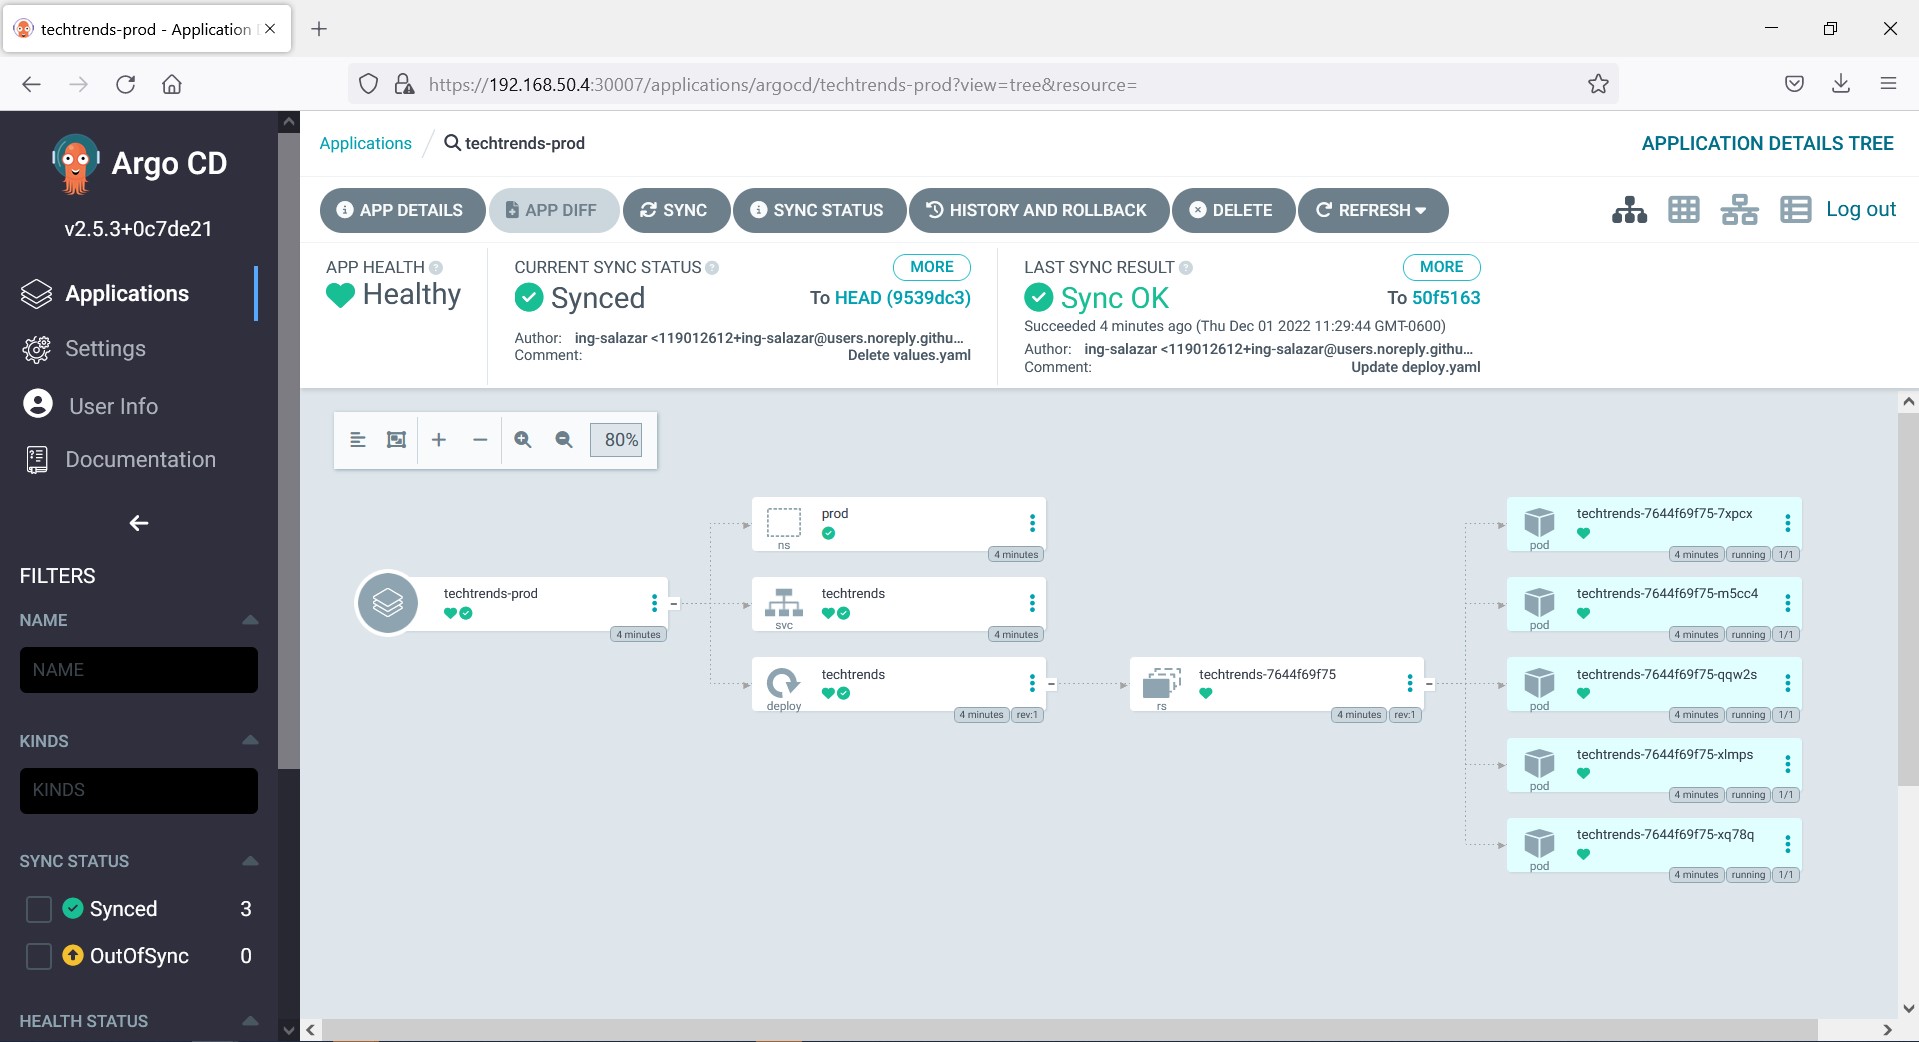 techtrends-prod - Application
https://192.168.50.4:30007/applications/argocd/techtrends-prod?view=tree&resource=
Argo CD
v2.5.3+0c7de21
Applications
Settings
User Info
Documentation
FILTERS
NAME
NAME
KINDS
KINDS
SYNC STATUS
Synced 3
OutOfSync 0
HEALTH STATUS
Applications / techtrends-prod
APPLICATION DETAILS TREE
APP DETAILS APP DIFF SYNC SYNC STATUS HISTORY AND ROLLBACK DELETE REFRESH
Log out
APP HEALTH
Healthy
CURRENT SYNC STATUS MORE
Synced To HEAD (9539dc3)
Author: ing-salazar <119012612+ing-salazar@users.noreply.githu...
Comment: Delete values.yaml
LAST SYNC RESULT MORE
Sync OK To 50f5163
Succeeded 4 minutes ago (Thu Dec 01 2022 11:29:44 GMT-0600)
Author: ing-salazar <119012612+ing-salazar@users.noreply.githu...
Comment: Update deploy.yaml
80%
techtrends-prod
4 minutes
prod
ns
4 minutes
techtrends
svc
4 minutes
techtrends
deploy
4 minutes rev:1
techtrends-7644f69f75
rs
4 minutes rev:1
techtrends-7644f69f75-7xpcx
pod
4 minutes running 1/1
techtrends-7644f69f75-m5cc4
pod
4 minutes running 1/1
techtrends-7644f69f75-qqw2s
pod
4 minutes running 1/1
techtrends-7644f69f75-xlmps
pod
4 minutes running 1/1
techtrends-7644f69f75-xq78q
pod
4 minutes running 1/1